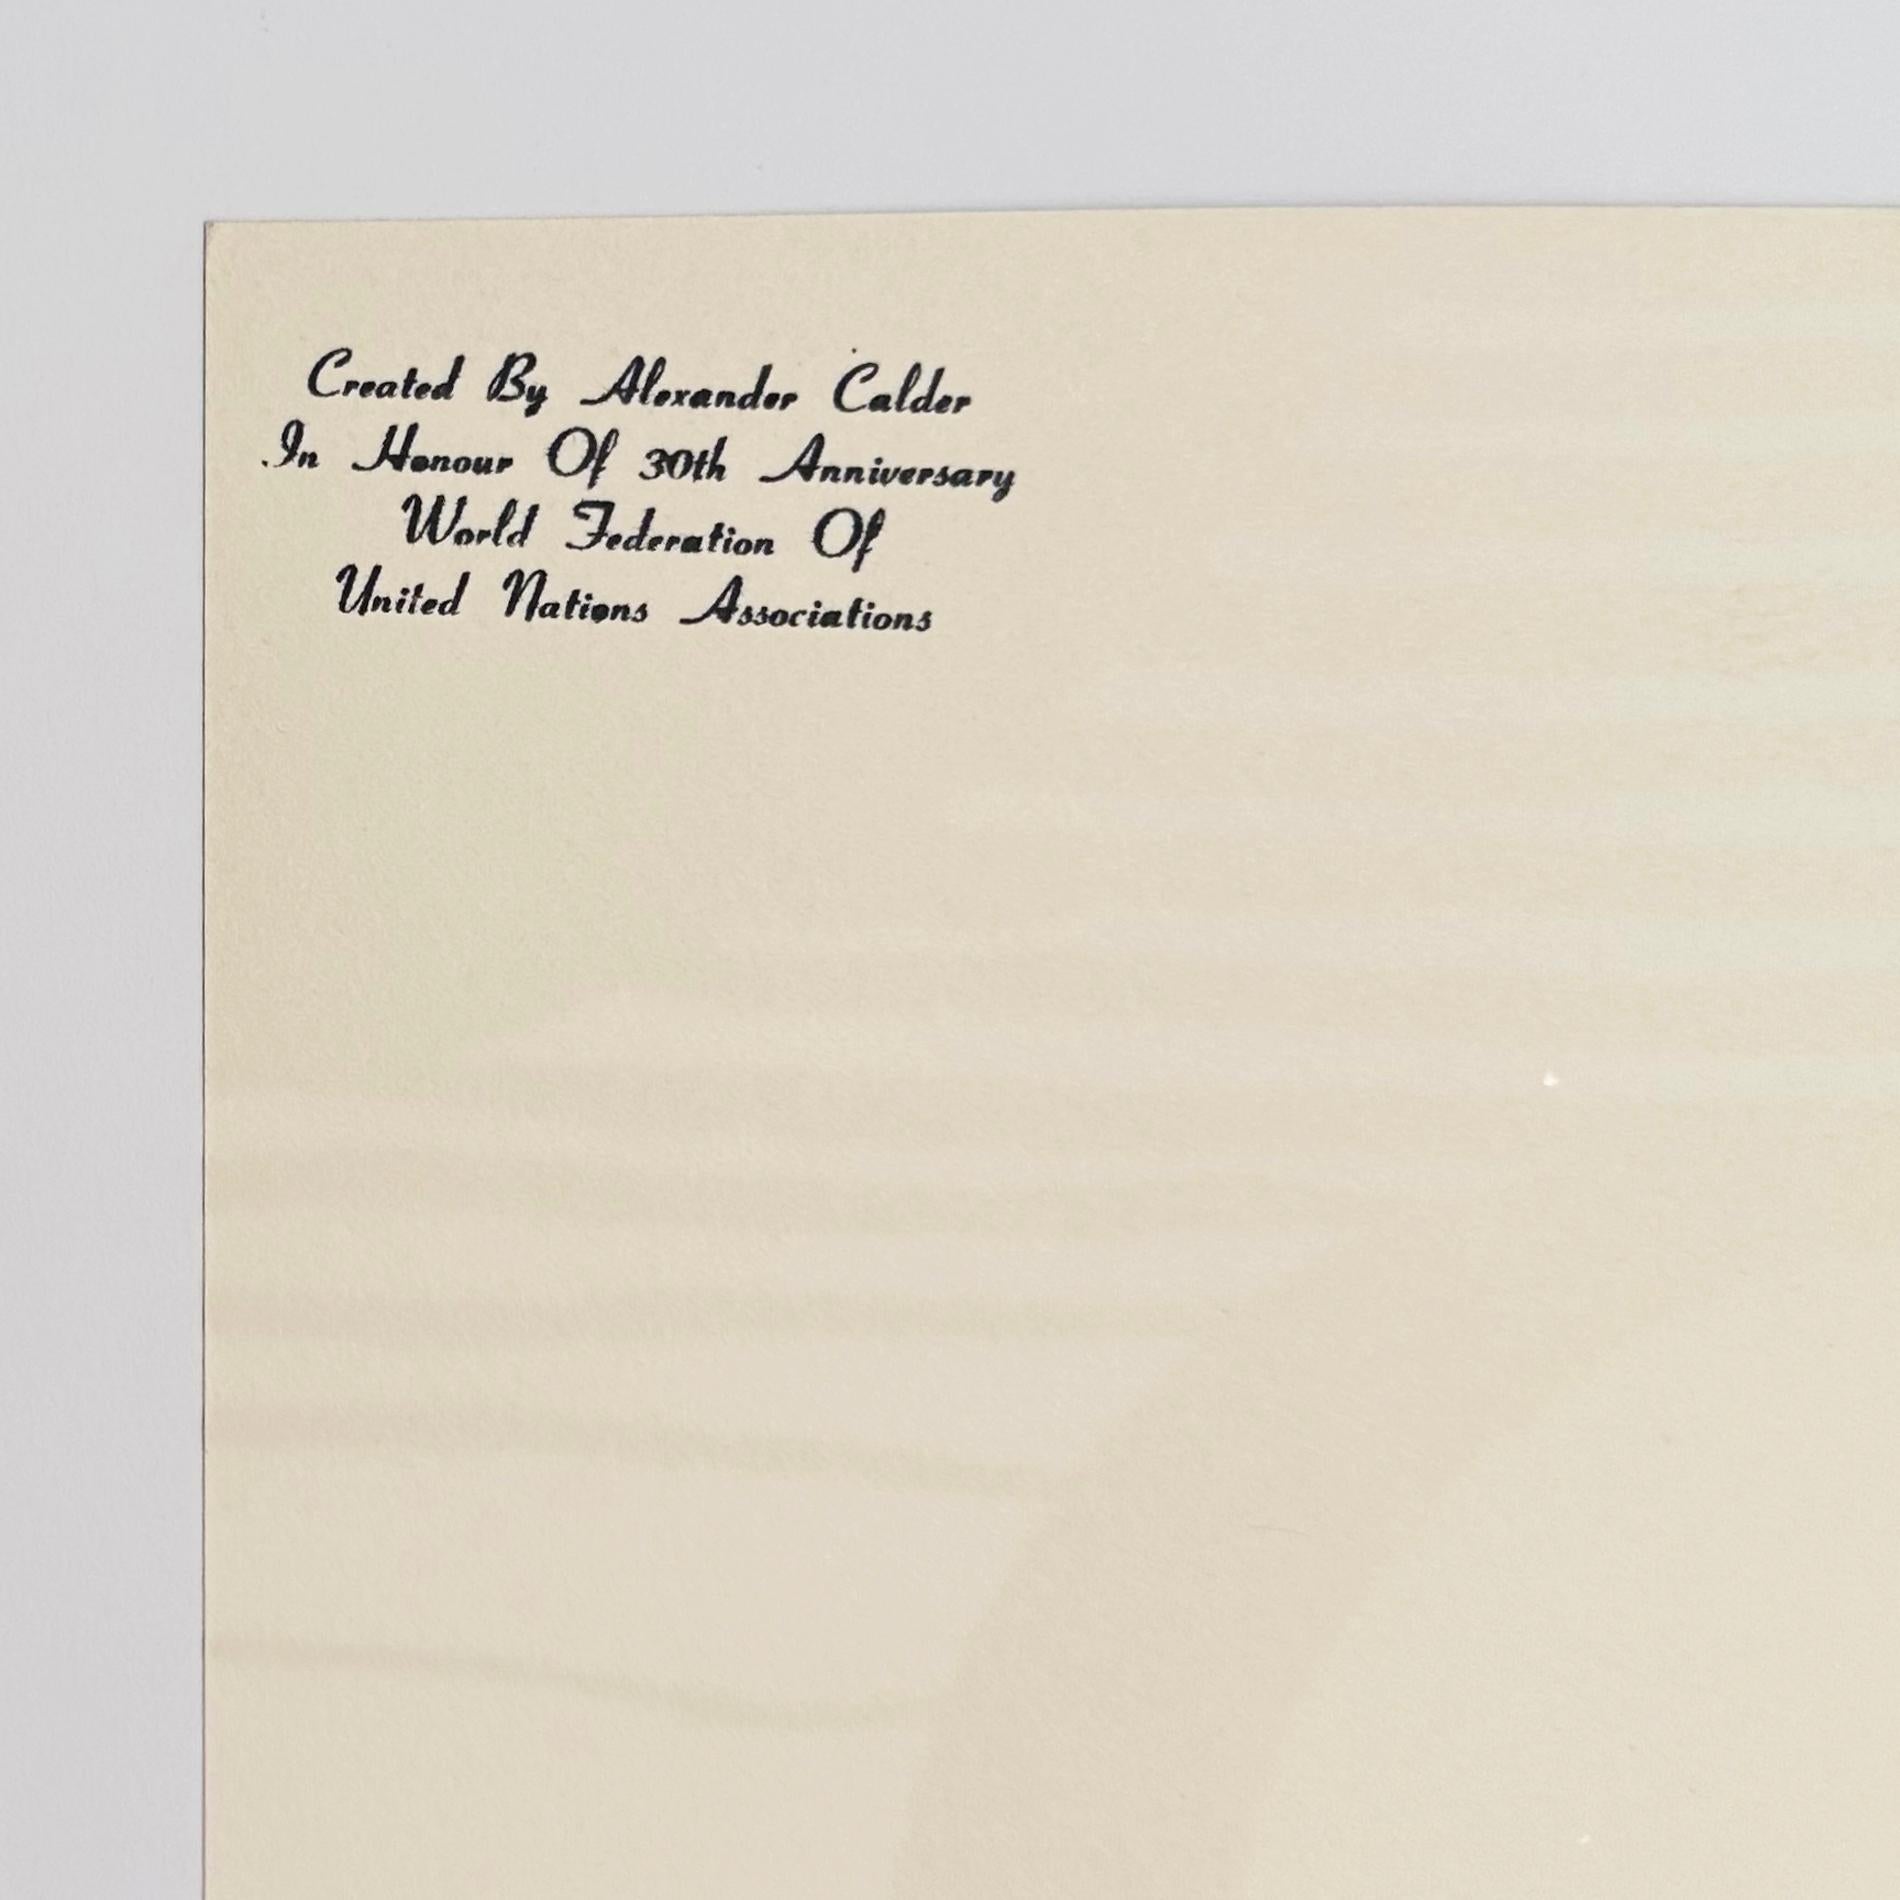 Created By Alexander Calder
In Honour Of 30th Anniversary
World Federation Of
United Nations Associations